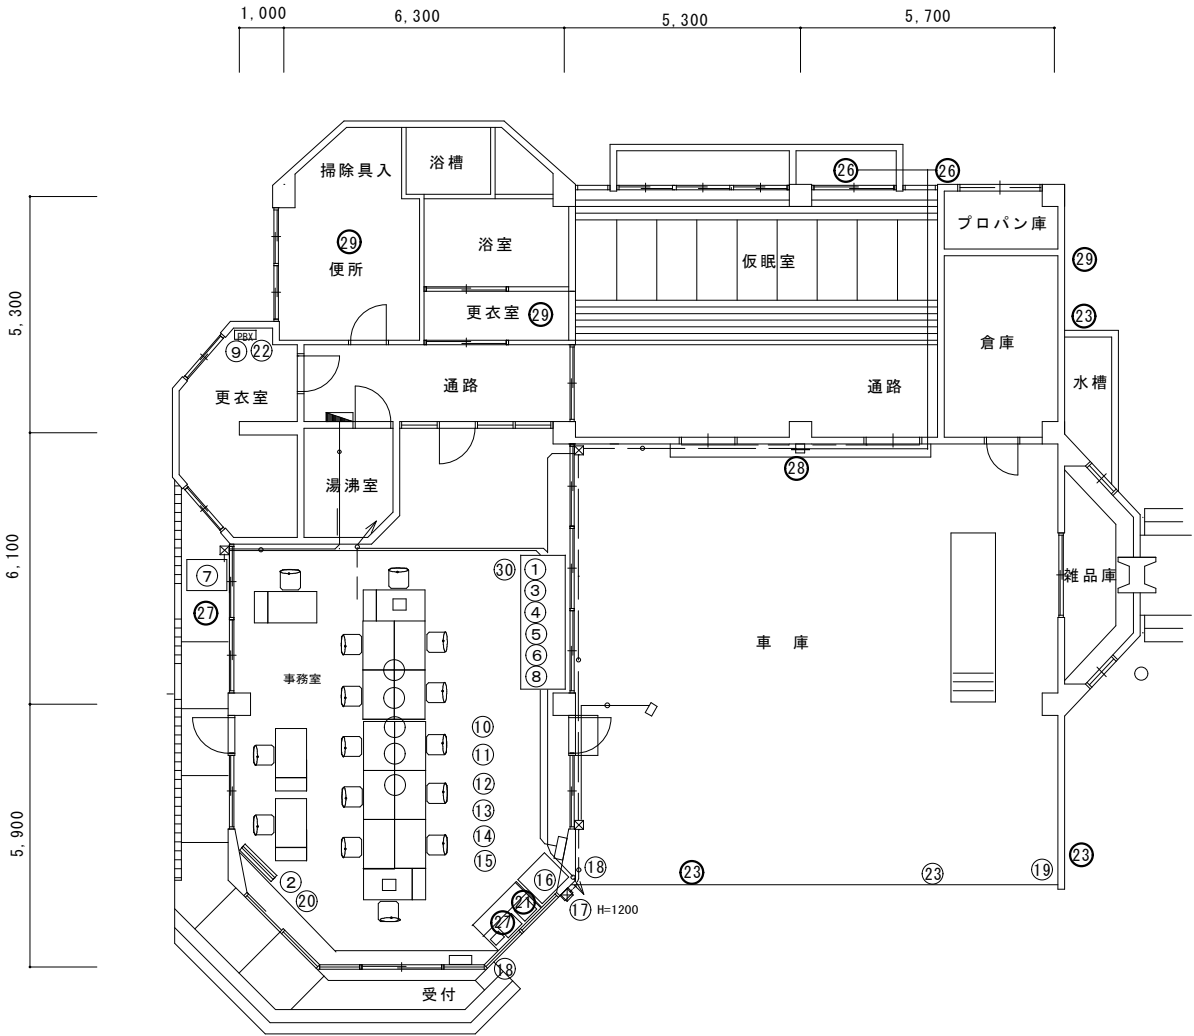 1,000
6,300
5,300
5,700
掃除具入
浴槽
㉖
㉖
プロパン庫
㉙
便所
浴室
仮眠室
㉙
5,300
更衣室 ㉙
㉓
PBX
⑨ ㉒
倉庫
更衣室
通路
通路
水槽
㉘
湯沸室
6,100
⑦
㉚
①
③
④
⑤
⑥
⑧
雑品庫
㉗
車 庫
事務室
⑩
⑪
⑫
⑬
⑭
⑮
5,900
②
⑳
⑯
⑱
㉓
㉓
⑲
㉓
㉑
㉗
⑰ H=1200
⑱
受付